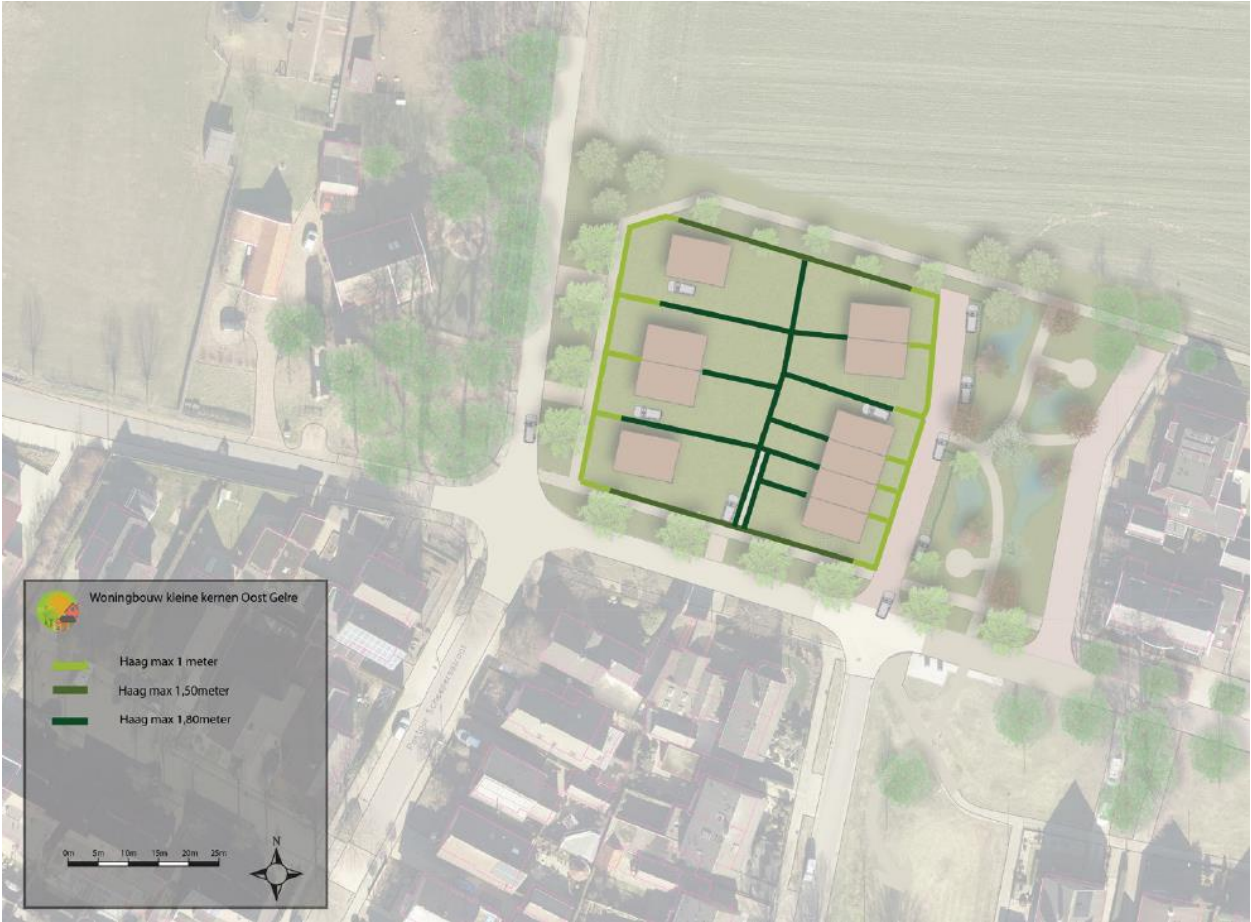 Woningbouw kleine kernen Oost Gelre
Haag max 1 meter
Haag max 1,50meter
Haag max 1,80meter
0m 5m 10m 15m 20m 25m
N